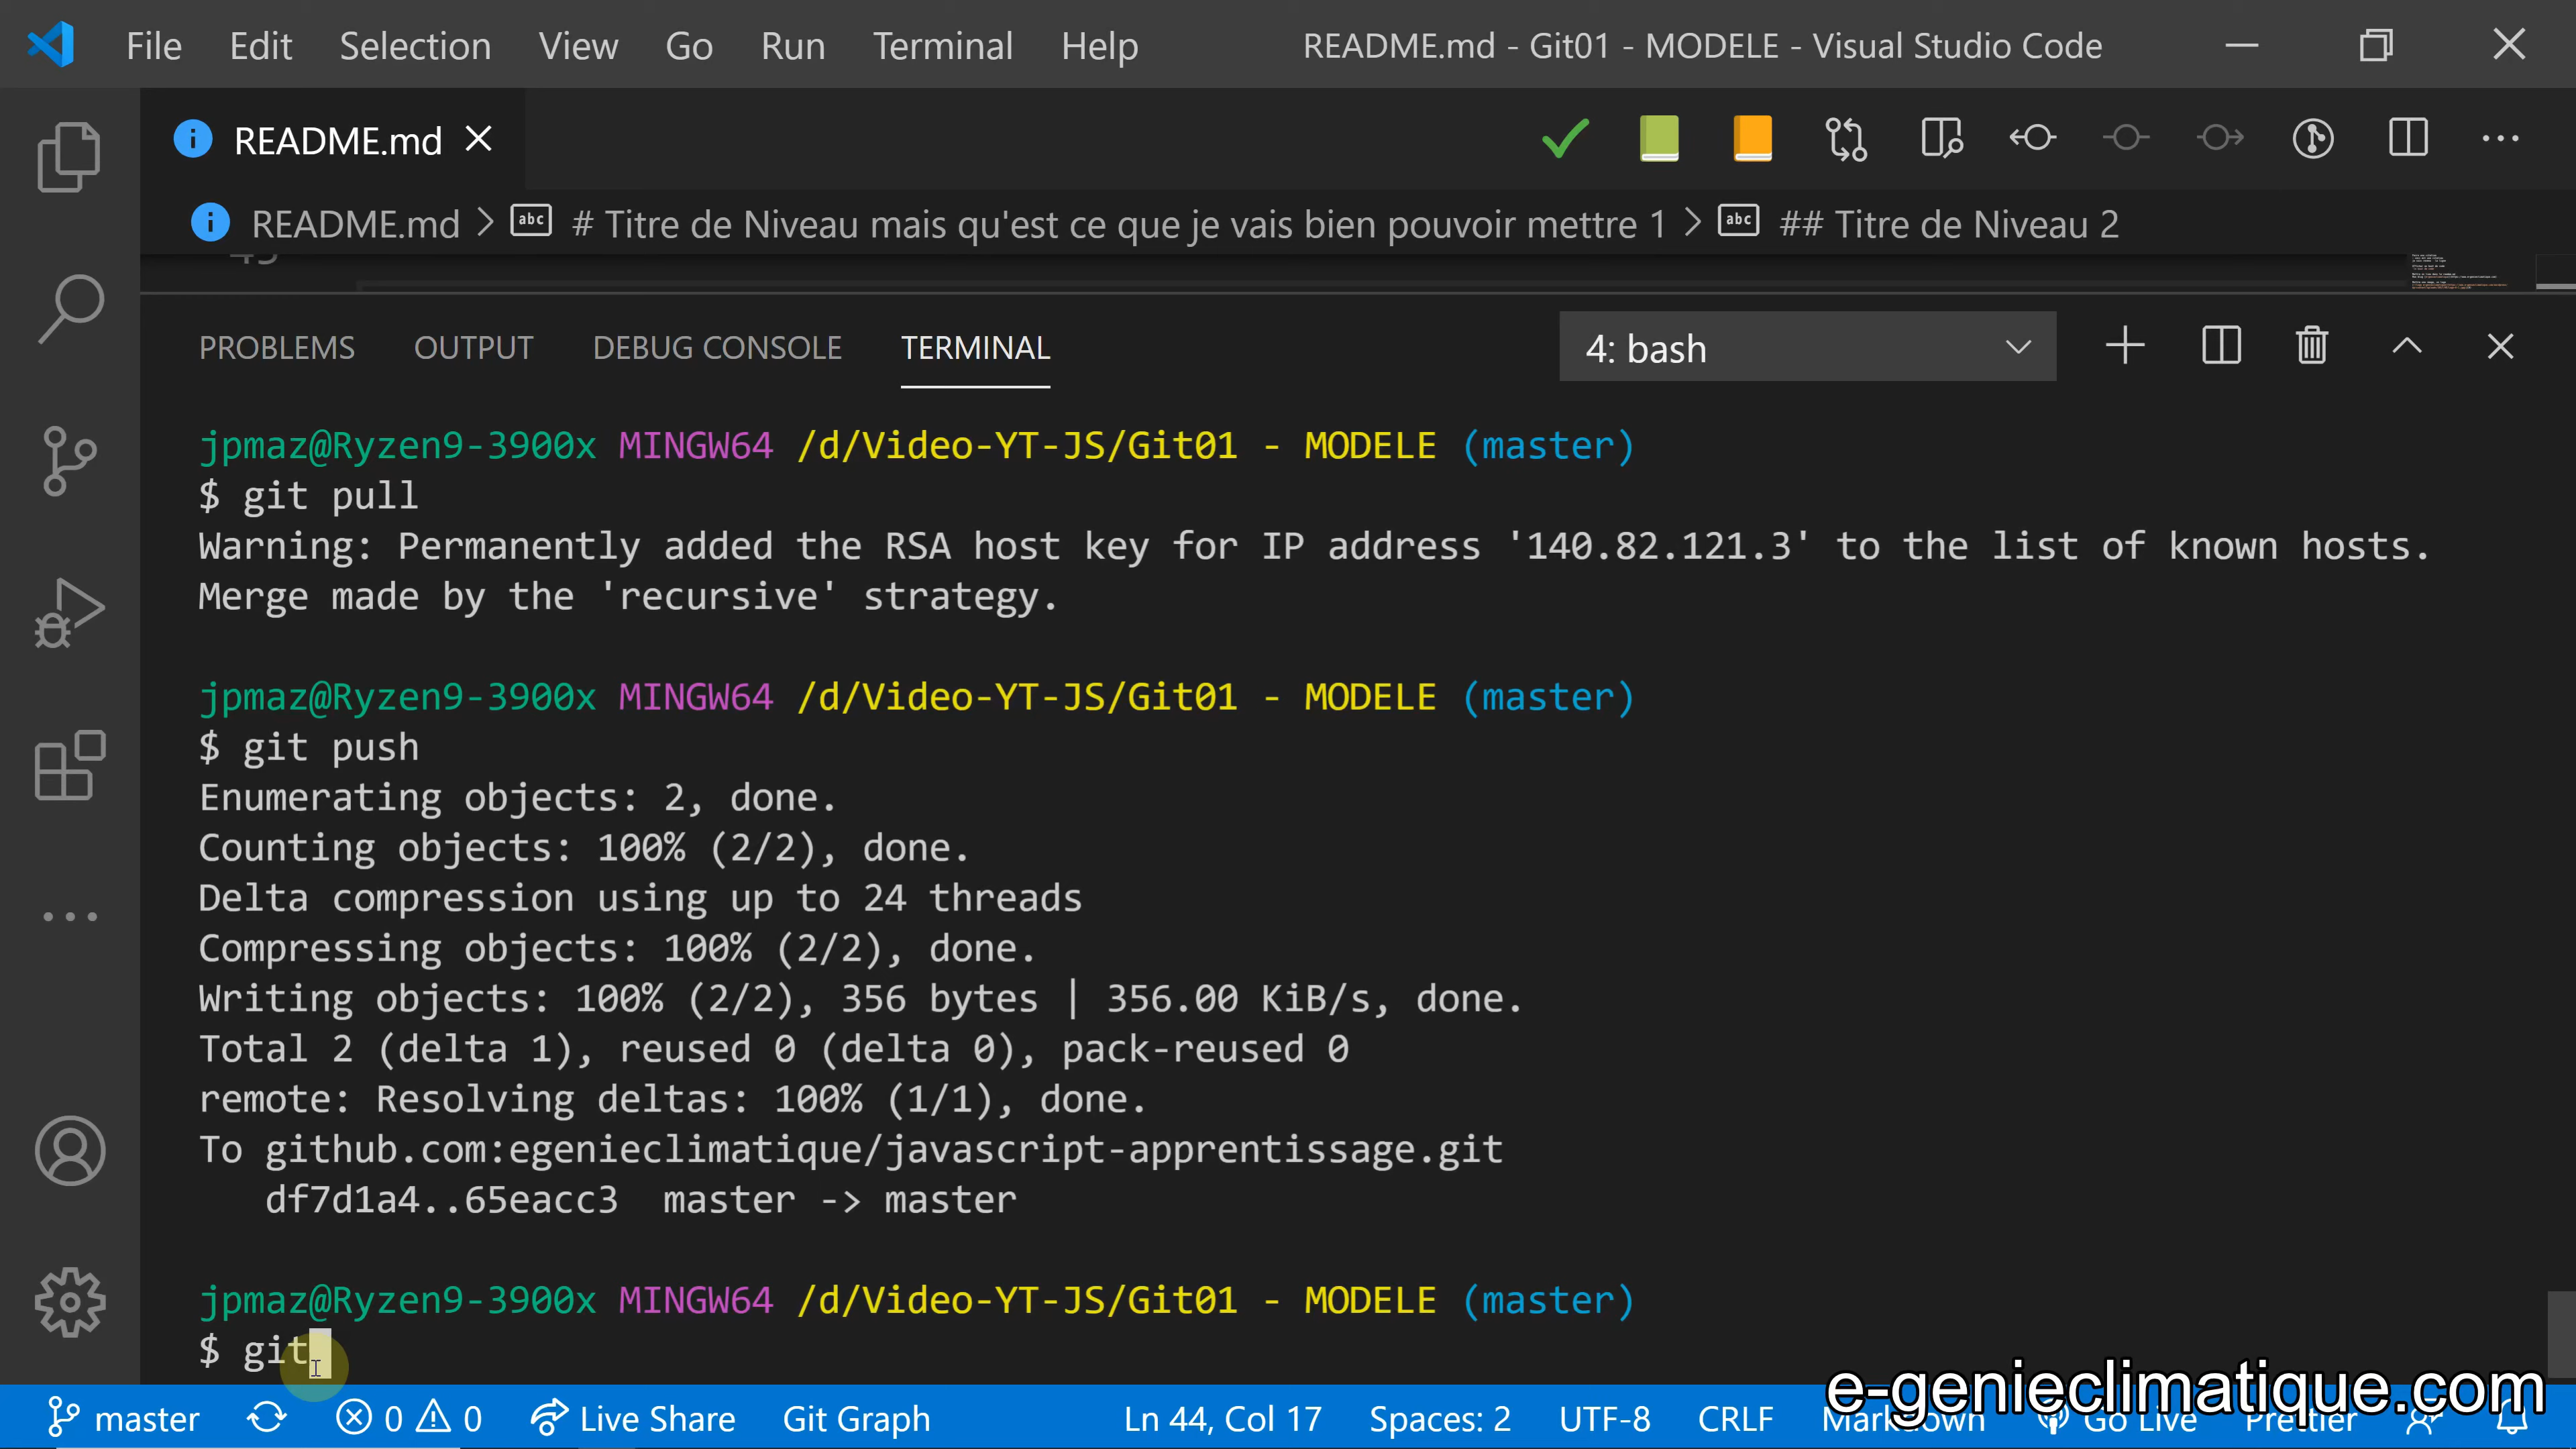 File Edit Selection View Go Run Terminal Help README.md - Git01 - MODELE - Visual Studio Code
README.md
README.md > # Titre de Niveau mais qu'est ce que je vais bien pouvoir mettre 1 > ## Titre de Niveau 2
PROBLEMS OUTPUT DEBUG CONSOLE TERMINAL 4: bash
jpmaz@Ryzen9-3900x MINGW64 /d/Video-YT-JS/Git01 - MODELE (master)
$ git pull
Warning: Permanently added the RSA host key for IP address '140.82.121.3' to the list of known hosts.
Merge made by the 'recursive' strategy.
jpmaz@Ryzen9-3900x MINGW64 /d/Video-YT-JS/Git01 - MODELE (master)
$ git push
Enumerating objects: 2, done.
Counting objects: 100% (2/2), done.
Delta compression using up to 24 threads
Compressing objects: 100% (2/2), done.
Writing objects: 100% (2/2), 356 bytes | 356.00 KiB/s, done.
Total 2 (delta 1), reused 0 (delta 0), pack-reused 0
remote: Resolving deltas: 100% (1/1), done.
To github.com:egenieclimatique/javascript-apprentissage.git
df7d1a4..65eacc3 master -> master
jpmaz@Ryzen9-3900x MINGW64 /d/Video-YT-JS/Git01 - MODELE (master)
$ git
e-genieclimatique.com
master 0 0 Live Share Git Graph Ln 44, Col 17 Spaces: 2 UTF-8 CRLF Markdown Go Live Prettier